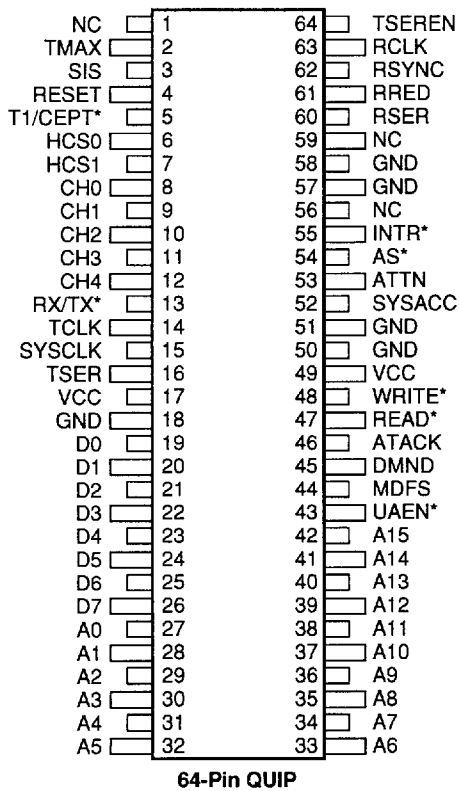 NC 1 64 TSEREN
TMAX 2 63 RCLK
SIS 3 62 RSYNC
RESET 4 61 RRED
T1/CEPT* 5 60 RSER
HCS0 6 59 NC
HCS1 7 58 GND
CH0 8 57 GND
CH1 9 56 NC
CH2 10 55 INTR*
CH3 11 54 AS*
CH4 12 53 ATTN
RX/TX* 13 52 SYSACC
TCLK 14 51 GND
SYSCLK 15 50 GND
TSER 16 49 VCC
VCC 17 48 WRITE*
GND 18 47 READ*
D0 19 46 ATACK
D1 20 45 DMND
D2 21 44 MDFS
D3 22 43 UAEN*
D4 23 42 A15
D5 24 41 A14
D6 25 40 A13
D7 26 39 A12
A0 27 38 A11
A1 28 37 A10
A2 29 36 A9
A3 30 35 A8
A4 31 34 A7
A5 32 33 A6
64-Pin QUIP